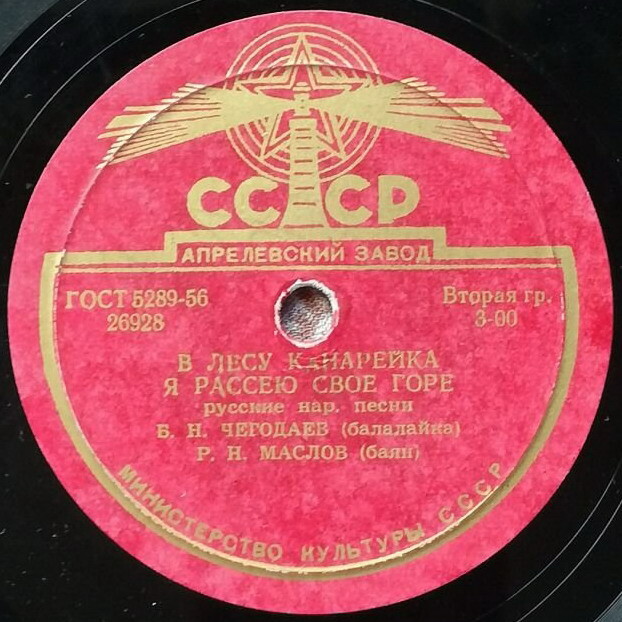 СССР
АПРЕЛЕВСКИЙ ЗАВОД
ГОСТ 5289-56
26928
Вторая гр.
3-00
В ЛЕСУ КАНАРЕЙКА
Я РАССЕЮ СВОЕ ГОРЕ
русские нар. песни
Б. Н. ЧЕГОДАЕВ (балалайка)
Р. Н. МАСЛОВ (баян)
МИНИСТЕРСТВО КУЛЬТУРЫ СССР